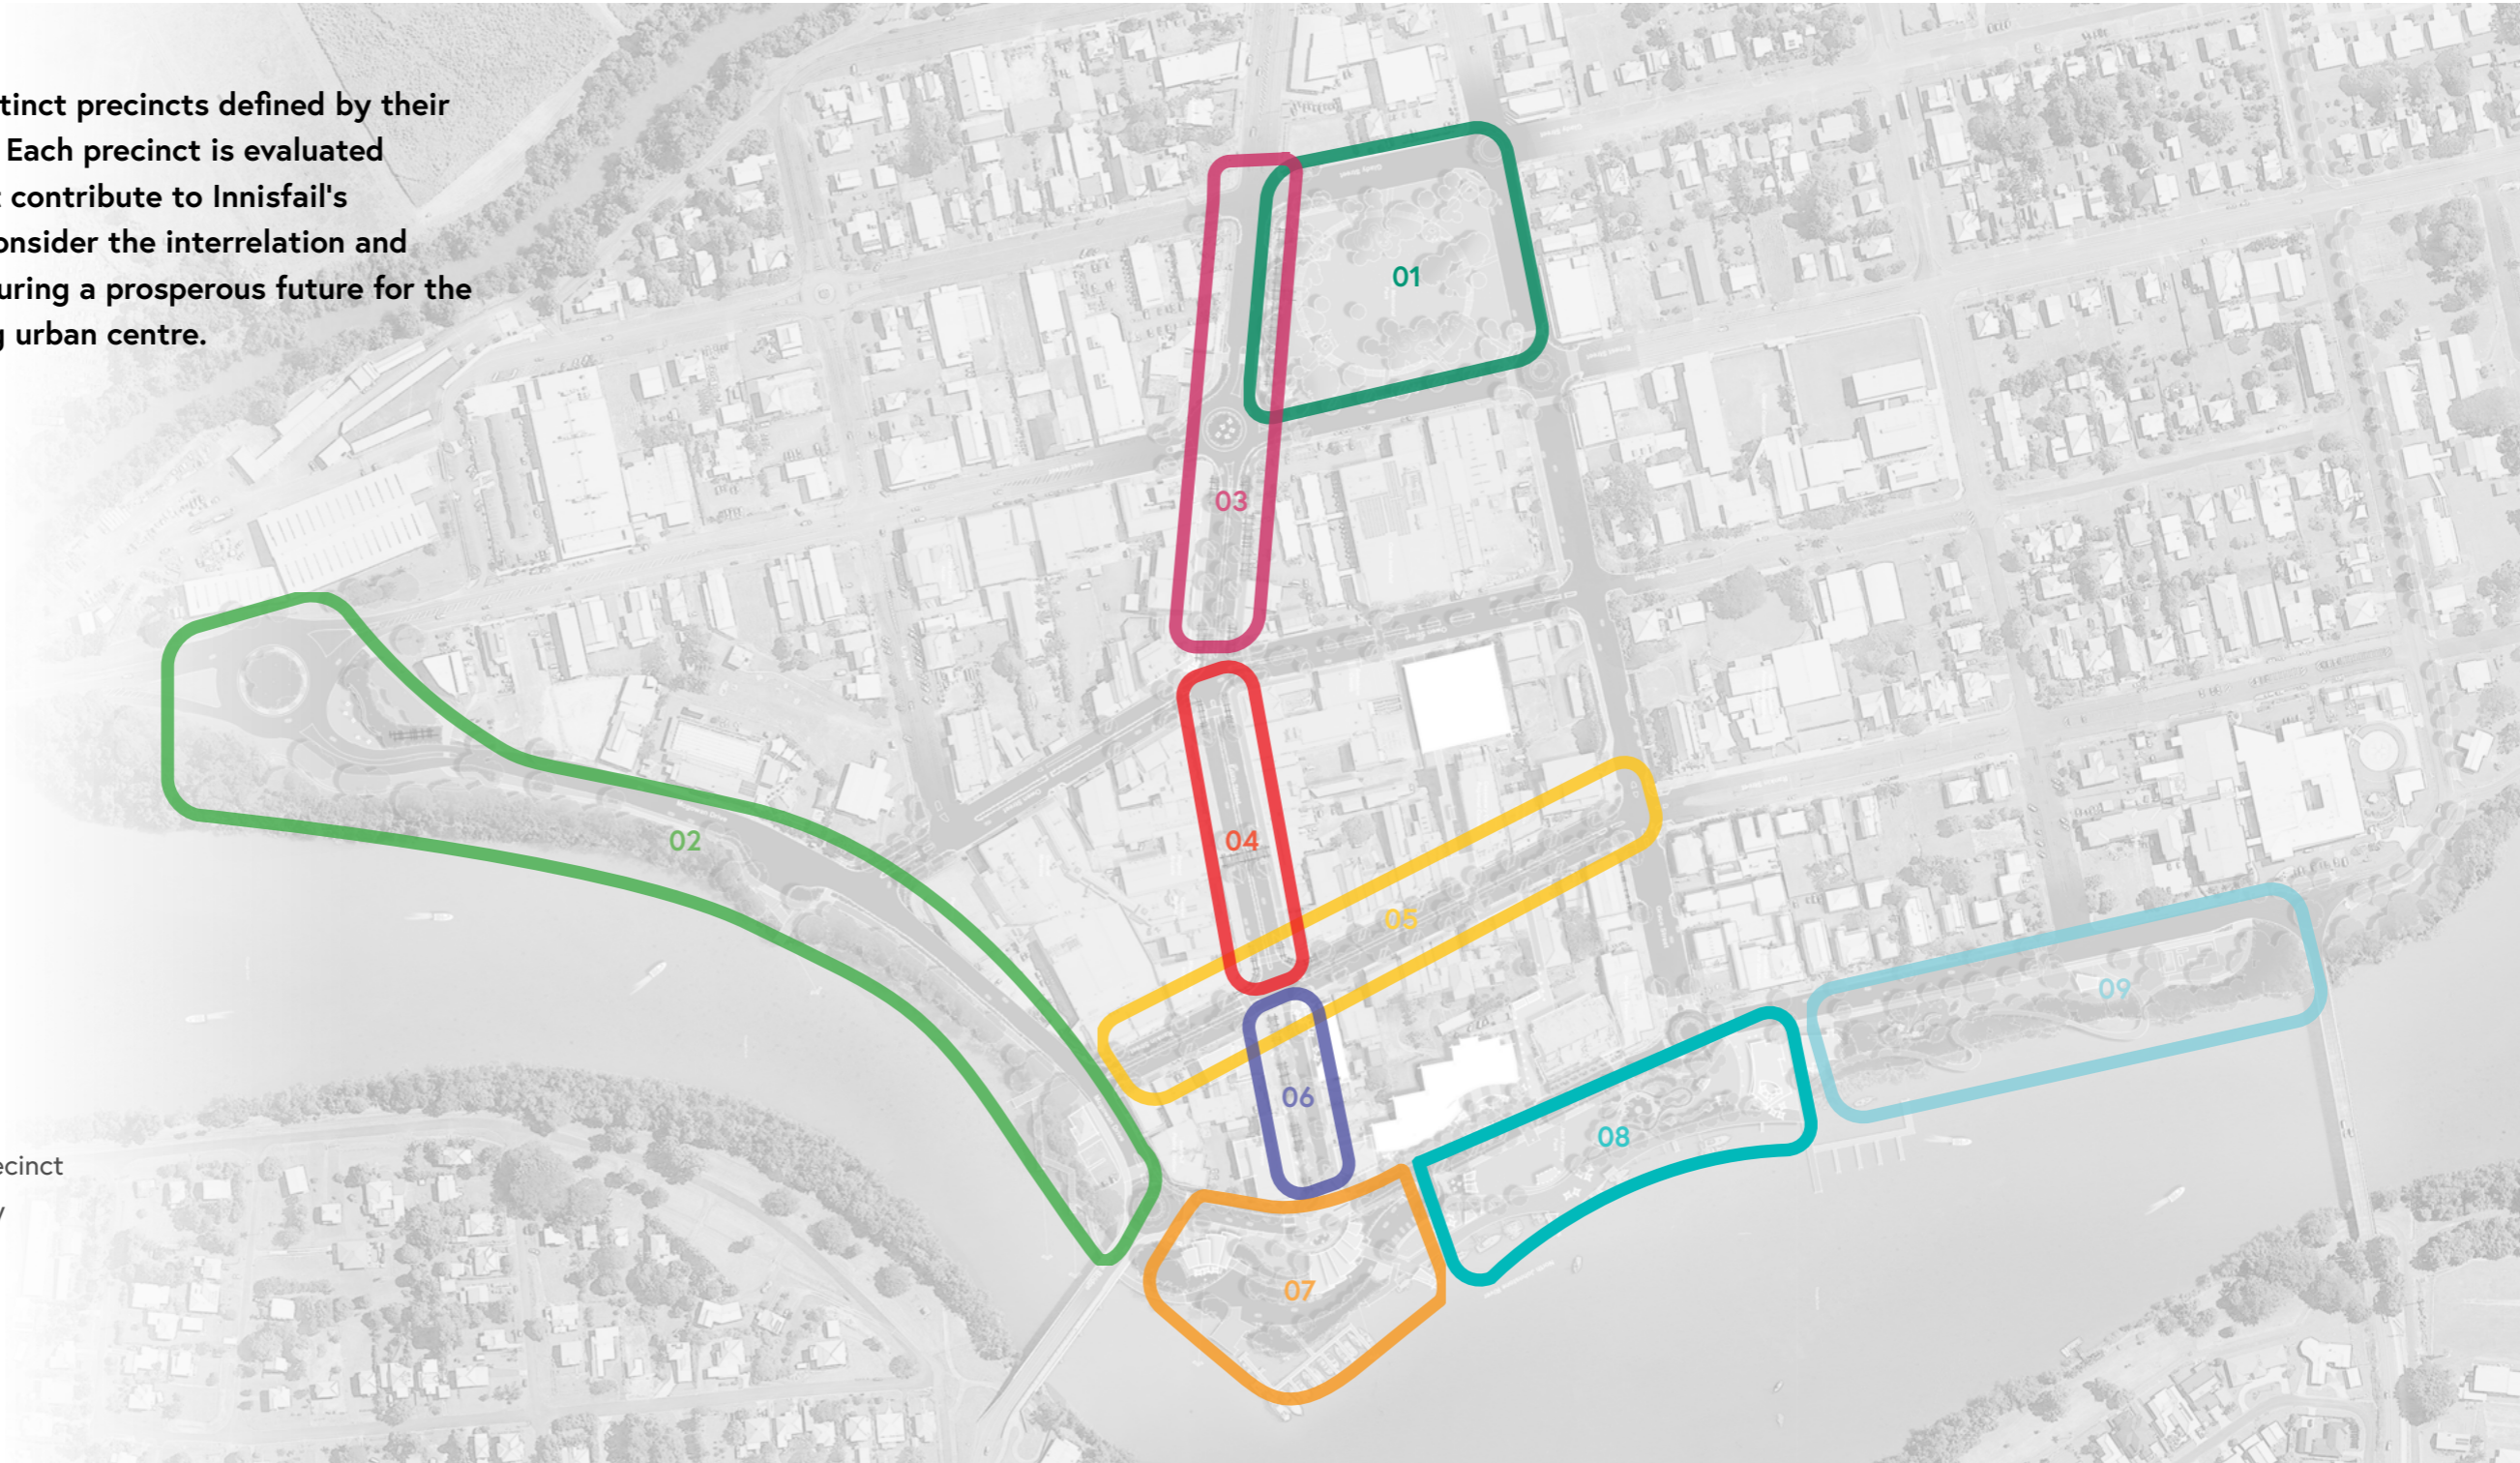 tinct precincts defined by their
Each precinct is evaluated
contribute to Innisfail's
onsider the interrelation and
uring a prosperous future for the
g urban centre.
01
03
02
04
05
09
06
08
ecinct
07